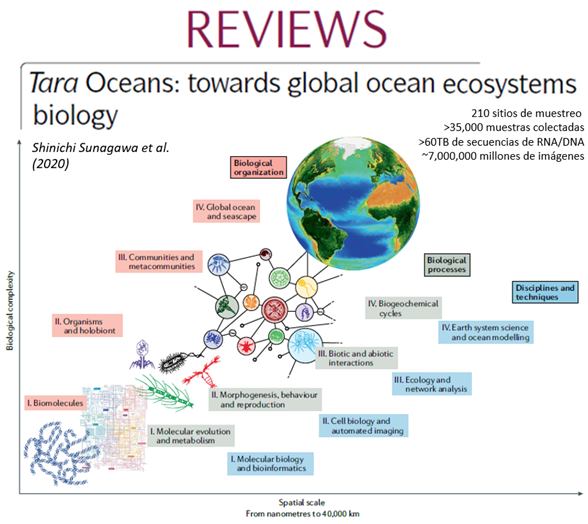 REVIEWS
Tara Oceans: towards global ocean ecosystems
biology
Shinichi Sunagawa et al.
(2020)
210 sitios de muestreo
>35,000 muestras colectadas
>60TB de secuencias de RNA/DNA
~7,000,000 millones de imágenes
Biological
organization
IV. Global ocean
and seascape
III. Communities and
metacommunities
II. Organisms
and holobiont
I. Biomolecules
Biological
processes
IV. Biogeochemical
cycles
III. Biotic and abiotic
interactions
II. Morphogenesis, behaviour
and reproduction
I. Molecular evolution
and metabolism
Disciplines and
techniques
IV. Earth system science
and ocean modelling
III. Ecology and
network analysis
II. Cell biology and
automated imaging
I. Molecular biology
and bioinformatics
Biological complexity
Spatial scale
From nanometres to 40,000 km